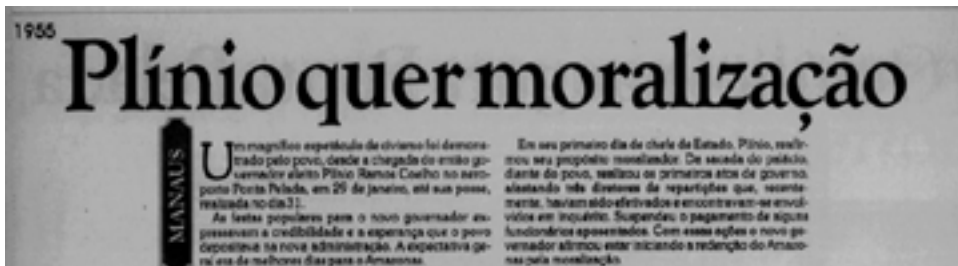 1955
Plínio quer moralização
MANAUS
Um magnífico espetáculo de civismo foi demons-
trado pelo povo, desde a chegada do então go-
vernador eleito Plínio Ramos Coelho no aero-
porto Ponta Pelada, em 29 de janeiro, até sua posse,
realizada no dia 31.
As festas populares para o novo governador ex-
pressavam a credibilidade e a esperança que o povo
depositava na nova administração. A expectativa ge-
ral era de melhores dias para o Amazonas.
Em seu primeiro dia de chefe de Estado, Plínio, reafir-
mou seu propósito moralizador. Da sacada do palácio,
diante do povo, realizou os primeiros atos de governo,
afastando três diretores de repartições que, recente-
mente, haviam sido efetivados e encontravam-se envol-
vidos em inquérito. Suspendeu o pagamento de alguns
funcionários aposentados. Com essas ações o novo go-
vernador afirmou estar iniciando a redenção do Amazo-
nas pela moralização.